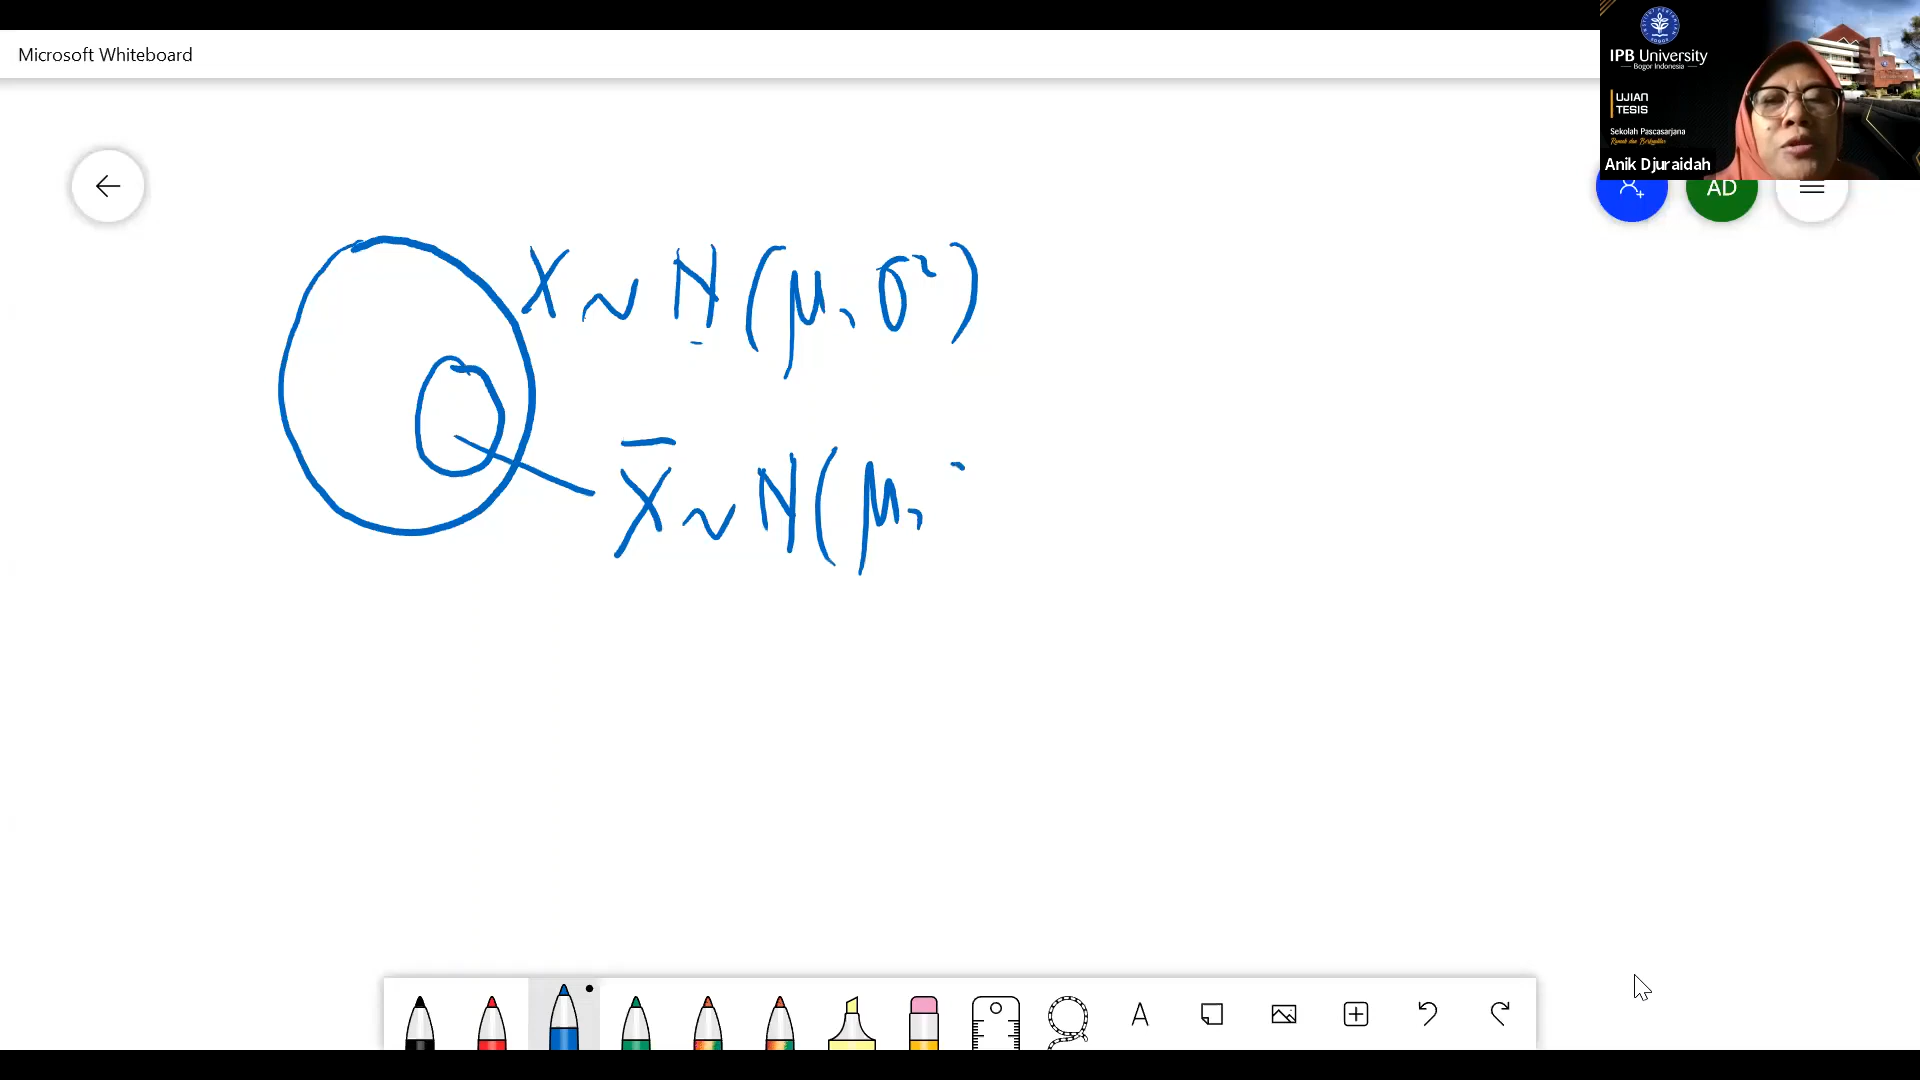 Microsoft Whiteboard
IPB University
Bogor Indonesia
UJIAN
TESIS
Sekolah Pascasarjana
Anik Djuraidah
AD
X ~ N (μ, σ²)
X̅ ~ N ( μ,
A